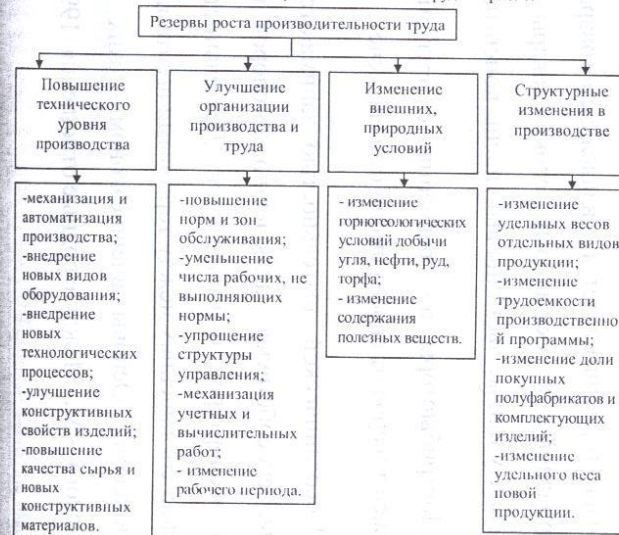 Резервы роста производительности труда
Повышение
технического
уровня
производства
Улучшение
организации
производства и
труда
Изменение
внешних,
природных
условий
Структурные
изменения в
производстве
-механизация и
автоматизация
производства;
-внедрение
новых видов
оборудования;
-внедрение
новых
технологических
процессов;
-улучшение
конструктивных
свойств изделий;
-повышение
качества сырья и
новых
конструктивных
материалов.
-повышение
норм и зон
обслуживания;
-уменьшение
числа рабочих, не
выполняющих
нормы;
-упрощение
структуры
управления;
-механизация
учетных и
вычислительных
работ;
- изменение
рабочего периода.
- изменение
горногеологических
условий добычи
угля, нефти, руд,
торфа;
- изменение
содержания
полезных веществ.
-изменение
удельных весов
отдельных видов
продукции;
-изменение
трудоемкости
производственно
й программы;
-изменение доли
покупных
полуфабрикатов и
комплектующих
изделий;
-изменение
удельного веса
новой
продукции.